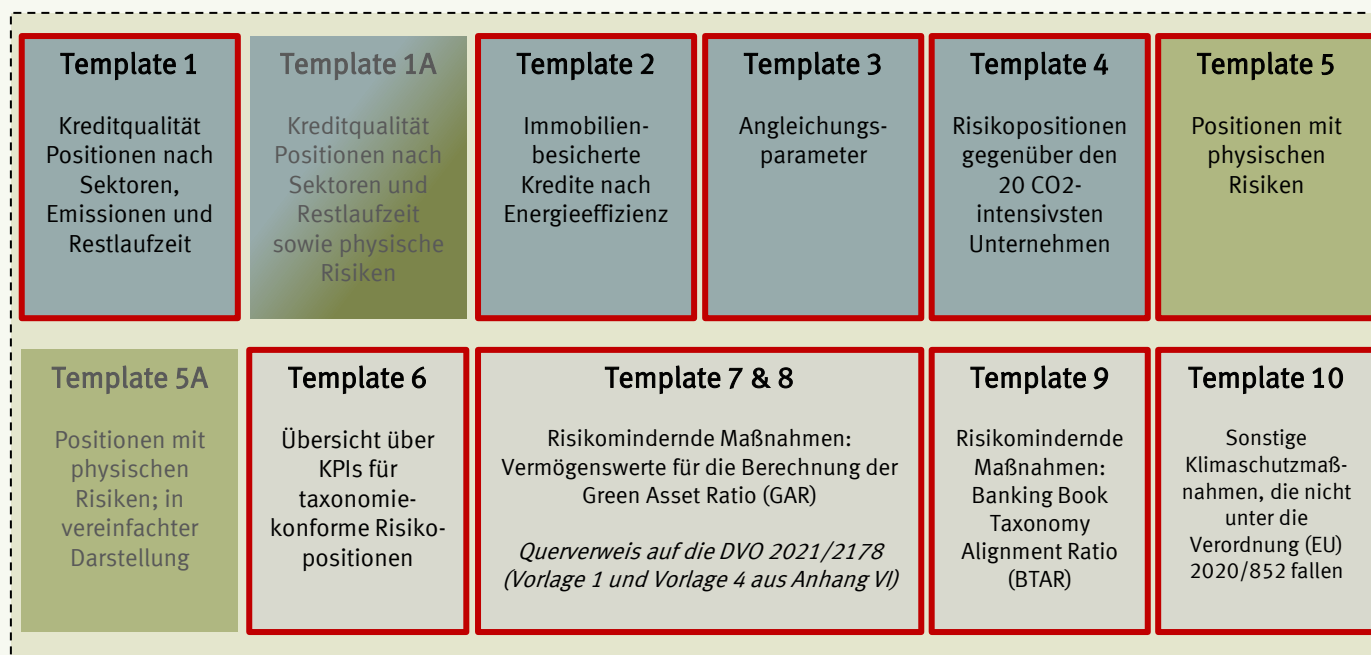 Template 1
Kreditqualität
Positionen nach
Sektoren,
Emissionen und
Restlaufzeit
Template 1A
Kreditqualität
Positionen nach
Sektoren und
Restlaufzeit
sowie physische
Risiken
Template 2
Immobilien-
besicherte
Kredite nach
Energieeffizienz
Template 3
Angleichungs-
parameter
Template 4
Risikopositionen
gegenüber den
20 CO2-
intensivsten
Unternehmen
Template 5
Positionen mit
physischen
Risiken
Template 5A
Positionen mit
physischen
Risiken; in
vereinfachter
Darstellung
Template 6
Übersicht über
KPIs für
taxonomie-
konforme Risiko-
positionen
Template 7 & 8
Risikomindernde Maßnahmen:
Vermögenswerte für die Berechnung der
Green Asset Ratio (GAR)
Querverweis auf die DVO 2021/2178
(Vorlage 1 und Vorlage 4 aus Anhang VI)
Template 9
Risikomindernde
Maßnahmen:
Banking Book
Taxonomy
Alignment Ratio
(BTAR)
Template 10
Sonstige
Klimaschutzmaß-
nahmen, die nicht
unter die
Verordnung (EU)
2020/852 fallen